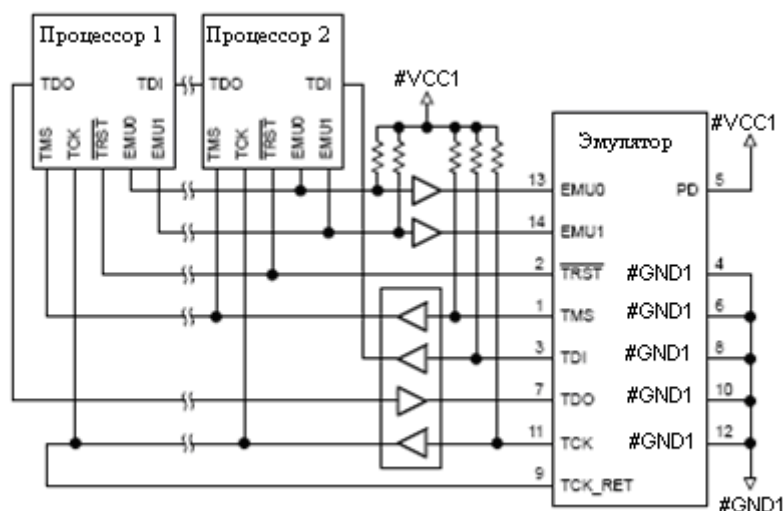 Процессор 1
TDO TDI
TMS
TCK
TRST
EMU0
EMU1
Процессор 2
TDO TDI
TMS
TCK
TRST
EMU0
EMU1
#VCC1
Эмулятор
#VCC1
13 EMU0 PD 5
14 EMU1
2 TRST #GND1 4
1 TMS #GND1 6
3 TDI #GND1 8
7 TDO #GND1 10
11 TCK #GND1 12
9 TCK_RET
#GND1